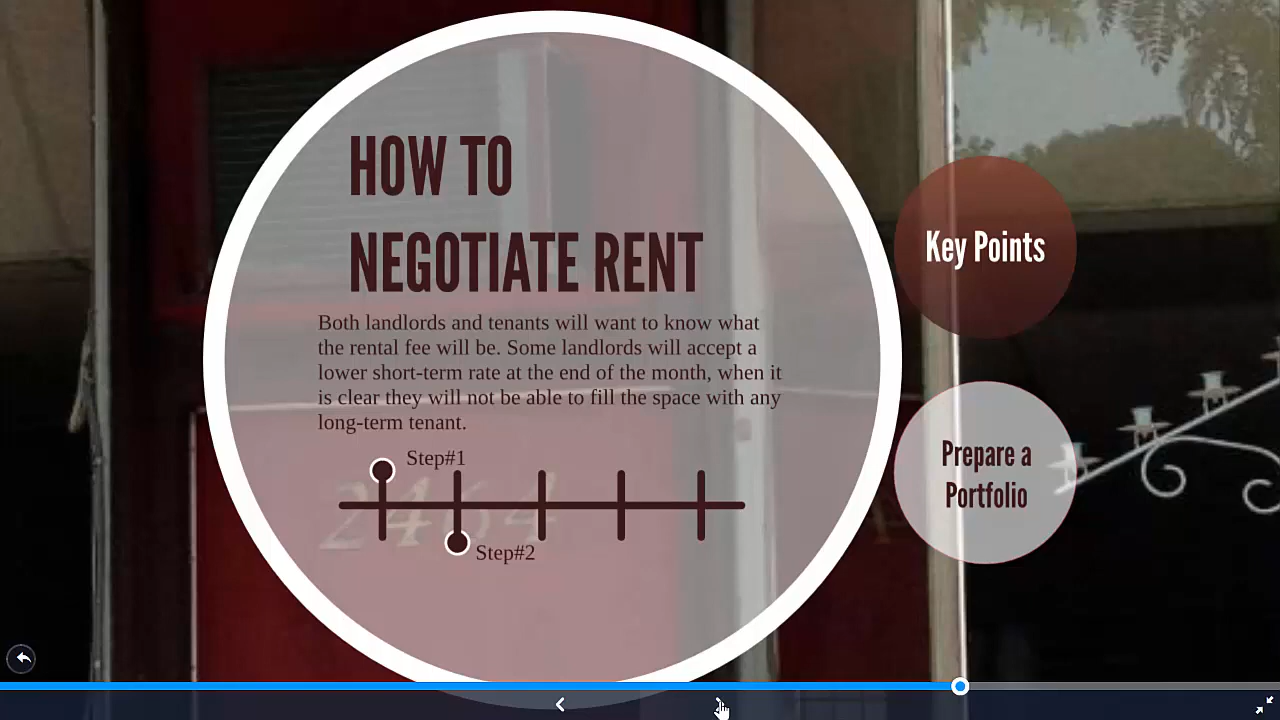 HOW TO
NEGOTIATE RENT
Both landlords and tenants will want to know what
the rental fee will be. Some landlords will accept a
lower short-term rate at the end of the month, when it
is clear they will not be able to fill the space with any
long-term tenant.
Step#1
2464
Step#2
Key Points
Prepare a
Portfolio